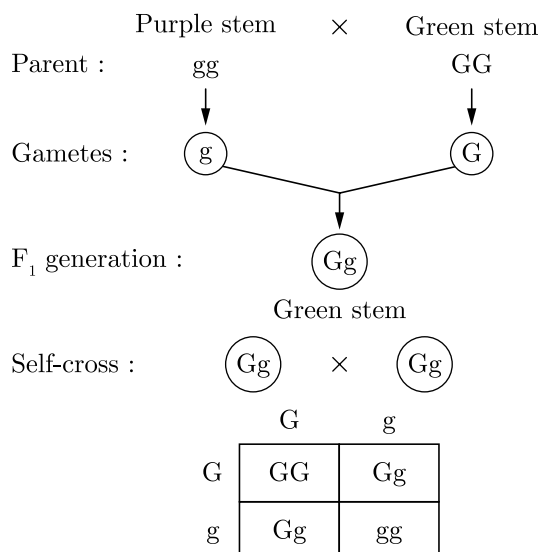 Purple stem × Green stem
Parent : gg GG
Gametes : g G
F₁ generation : Gg
Green stem
Self-cross : Gg × Gg
G g
G GG Gg
g Gg gg